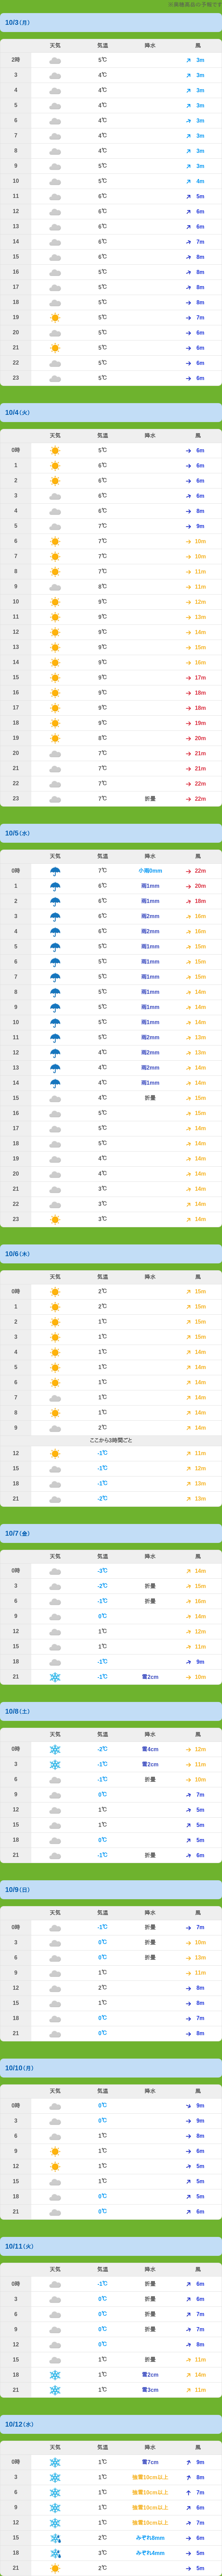 ※高機高品の予報です
10/3(月)
天気 気温 降水 風
2時 5℃ 3m
3 4℃ 3m
4 4℃ 3m
5 4℃ 3m
6 4℃ 3m
7 4℃ 3m
8 4℃ 3m
9 5℃ 3m
10 5℃ 4m
11 6℃ 5m
12 6℃ 6m
13 6℃ 6m
14 6℃ 7m
15 6℃ 8m
16 5℃ 8m
17 5℃ 8m
18 5℃ 8m
19 5℃ 7m
20 5℃ 6m
21 5℃ 6m
22 5℃ 6m
23 5℃ 6m
10/4(火)
天気 気温 降水 風
0時 5℃ 6m
1 6℃ 6m
2 6℃ 6m
3 6℃ 6m
4 6℃ 8m
5 7℃ 9m
6 7℃ 10m
7 7℃ 10m
8 7℃ 11m
9 8℃ 11m
10 9℃ 12m
11 9℃ 13m
12 9℃ 14m
13 9℃ 15m
14 9℃ 16m
15 9℃ 17m
16 9℃ 18m
17 9℃ 18m
18 9℃ 19m
19 8℃ 20m
20 7℃ 21m
21 7℃ 21m
22 7℃ 22m
23 7℃ 折曇 22m
10/5(水)
天気 気温 降水 風
0時 7℃ 小雨0mm 22m
1 6℃ 雨1mm 20m
2 6℃ 雨1mm 18m
3 6℃ 雨2mm 16m
4 6℃ 雨2mm 16m
5 5℃ 雨1mm 15m
6 5℃ 雨1mm 15m
7 5℃ 雨1mm 15m
8 5℃ 雨1mm 14m
9 5℃ 雨1mm 14m
10 5℃ 雨1mm 14m
11 5℃ 雨2mm 13m
12 4℃ 雨2mm 13m
13 4℃ 雨2mm 14m
14 4℃ 雨1mm 14m
15 4℃ 折曇 15m
16 5℃ 15m
17 5℃ 14m
18 5℃ 14m
19 4℃ 14m
20 4℃ 14m
21 3℃ 14m
22 3℃ 14m
23 3℃ 14m
10/6(木)
天気 気温 降水 風
0時 2℃ 15m
1 2℃ 15m
2 1℃ 15m
3 1℃ 15m
4 1℃ 14m
5 1℃ 14m
6 1℃ 14m
7 1℃ 14m
8 1℃ 14m
9 2℃ 14m
ここから3時間ごと
12 -1℃ 11m
15 -1℃ 12m
18 -1℃ 13m
21 -2℃ 13m
10/7(金)
天気 気温 降水 風
0時 -3℃ 14m
3 -2℃ 折曇 15m
6 -1℃ 折曇 16m
9 0℃ 14m
12 1℃ 12m
15 1℃ 11m
18 -1℃ 9m
21 -1℃ 雪2cm 10m
10/8(土)
天気 気温 降水 風
0時 -2℃ 雪4cm 12m
3 -1℃ 雪2cm 11m
6 -1℃ 折曇 10m
9 0℃ 7m
12 1℃ 5m
15 1℃ 5m
18 0℃ 5m
21 -1℃ 折曇 6m
10/9(日)
天気 気温 降水 風
0時 -1℃ 折曇 7m
3 0℃ 折曇 10m
6 0℃ 折曇 13m
9 1℃ 11m
12 2℃ 8m
15 1℃ 8m
18 0℃ 7m
21 0℃ 8m
10/10(月)
天気 気温 降水 風
0時 0℃ 9m
3 0℃ 9m
6 1℃ 8m
9 1℃ 6m
12 1℃ 5m
15 1℃ 5m
18 0℃ 5m
21 0℃ 6m
10/11(火)
天気 気温 降水 風
0時 -1℃ 折曇 6m
3 0℃ 折曇 6m
6 0℃ 折曇 7m
9 0℃ 折曇 7m
12 0℃ 8m
15 1℃ 折曇 11m
18 1℃ 雪2cm 14m
21 1℃ 雪3cm 11m
10/12(水)
天気 気温 降水 風
0時 1℃ 雪7cm 9m
3 1℃ 強雪10cm以上 8m
6 1℃ 強雪10cm以上 7m
9 1℃ 強雪10cm以上 6m
12 1℃ 強雪10cm以上 7m
15 2℃ みぞれ8mm 6m
18 3℃ みぞれ4mm 5m
21 2℃ 5m